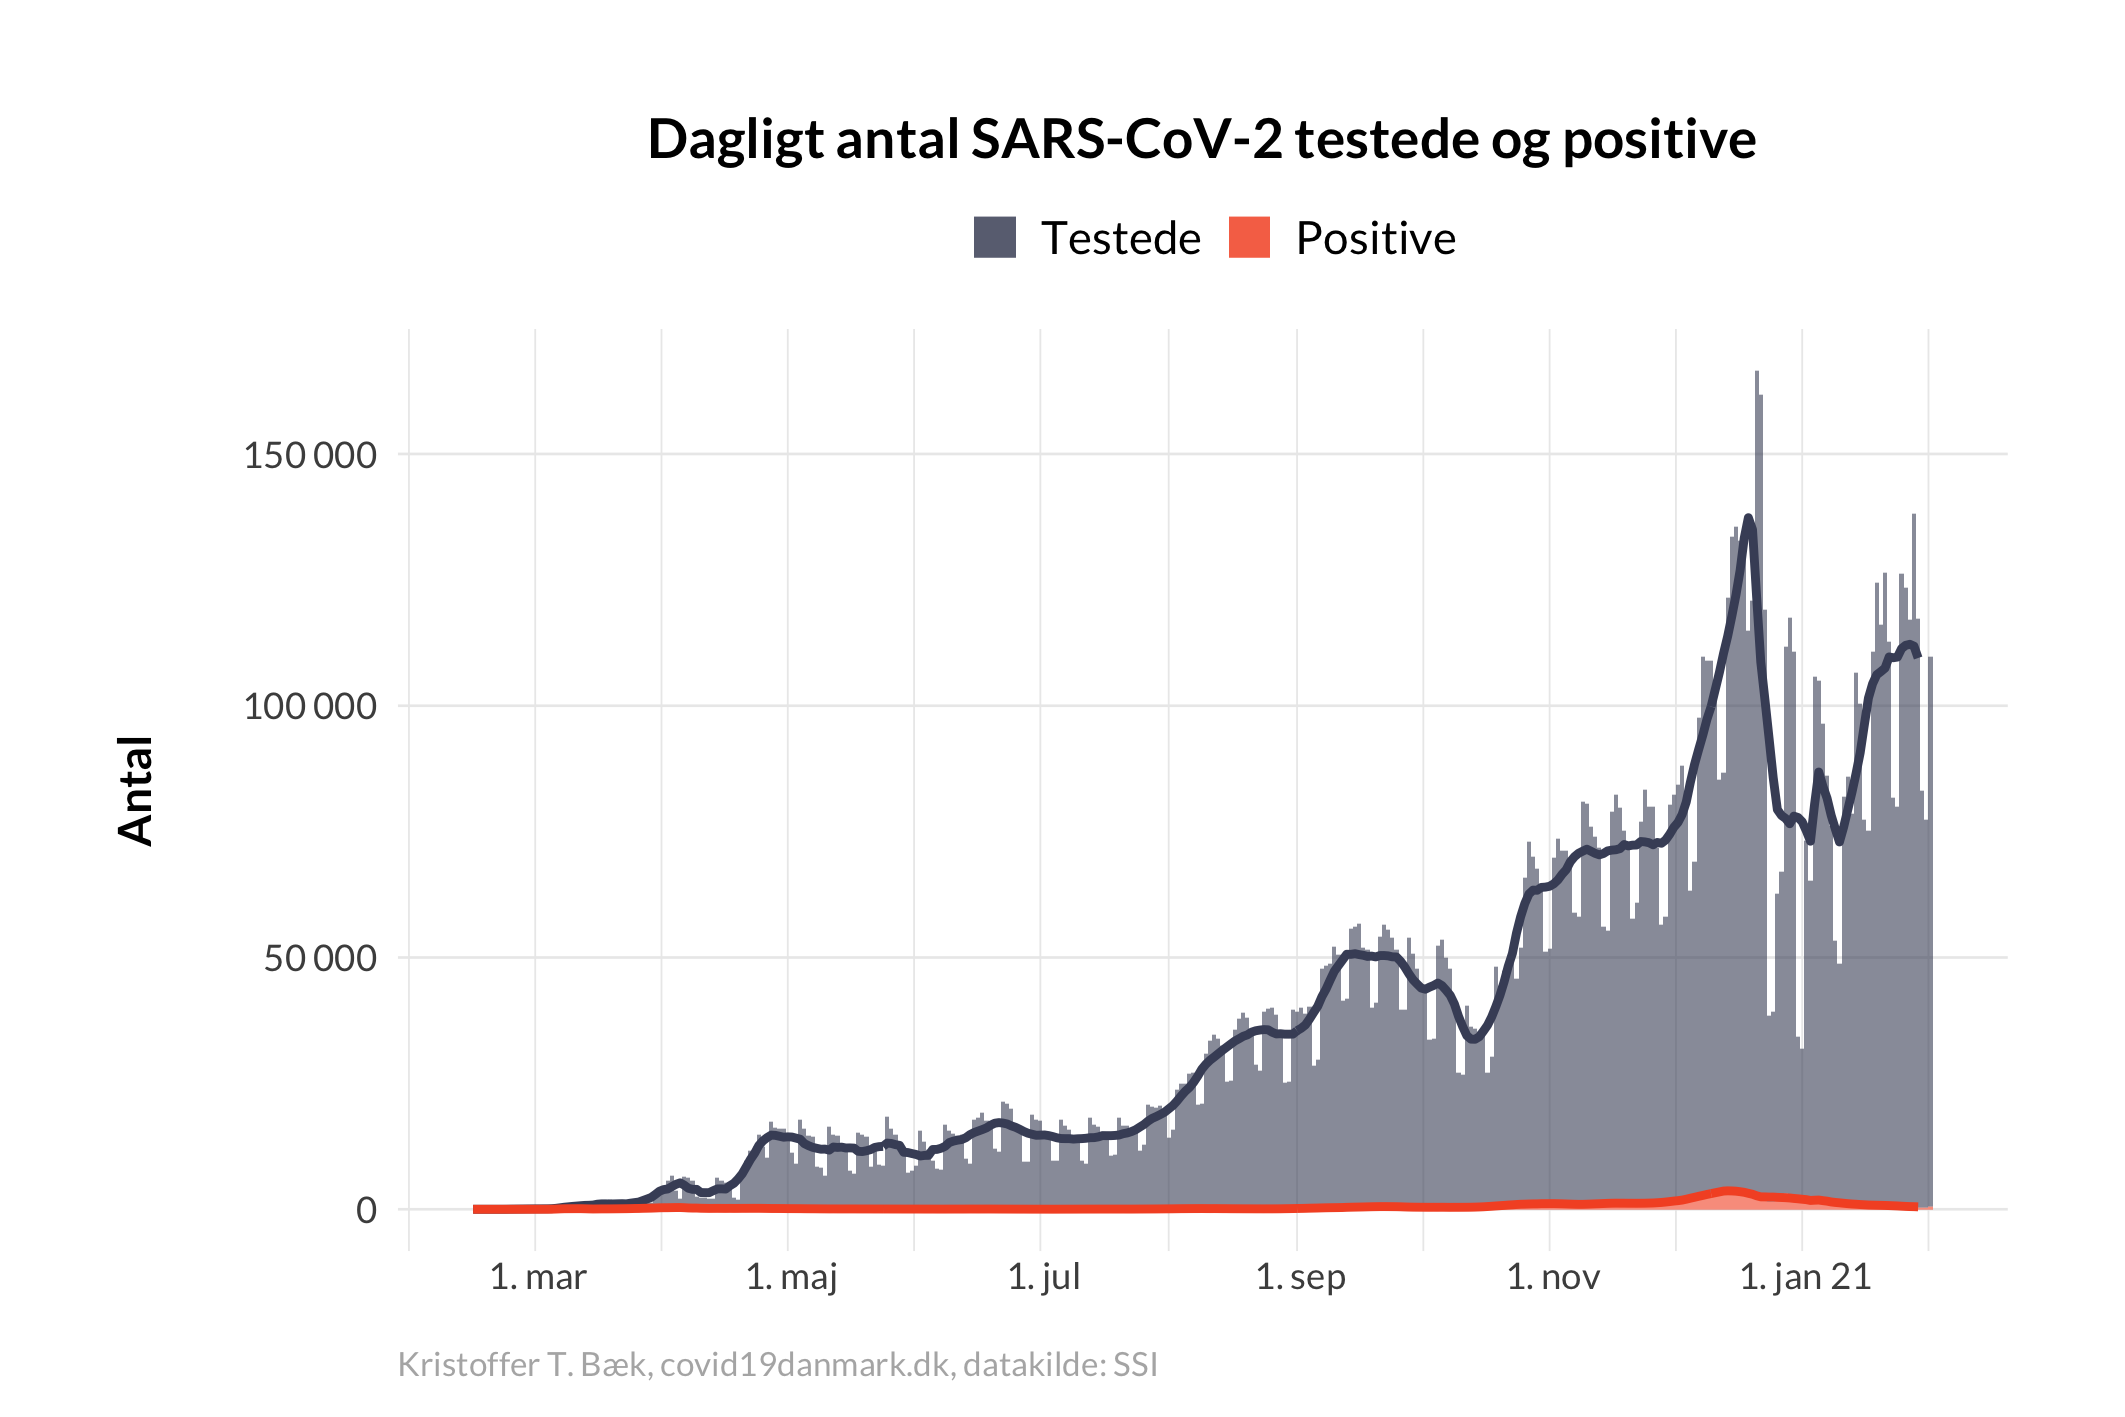 Dagligt antal SARS-CoV-2 testede og positive
Testede Positive
Antal
150 000
100 000
50 000
0
1. mar 1. maj 1. jul 1. sep 1. nov 1. jan 21
Kristoffer T. Bæk, covid19danmark.dk, datakilde: SSI